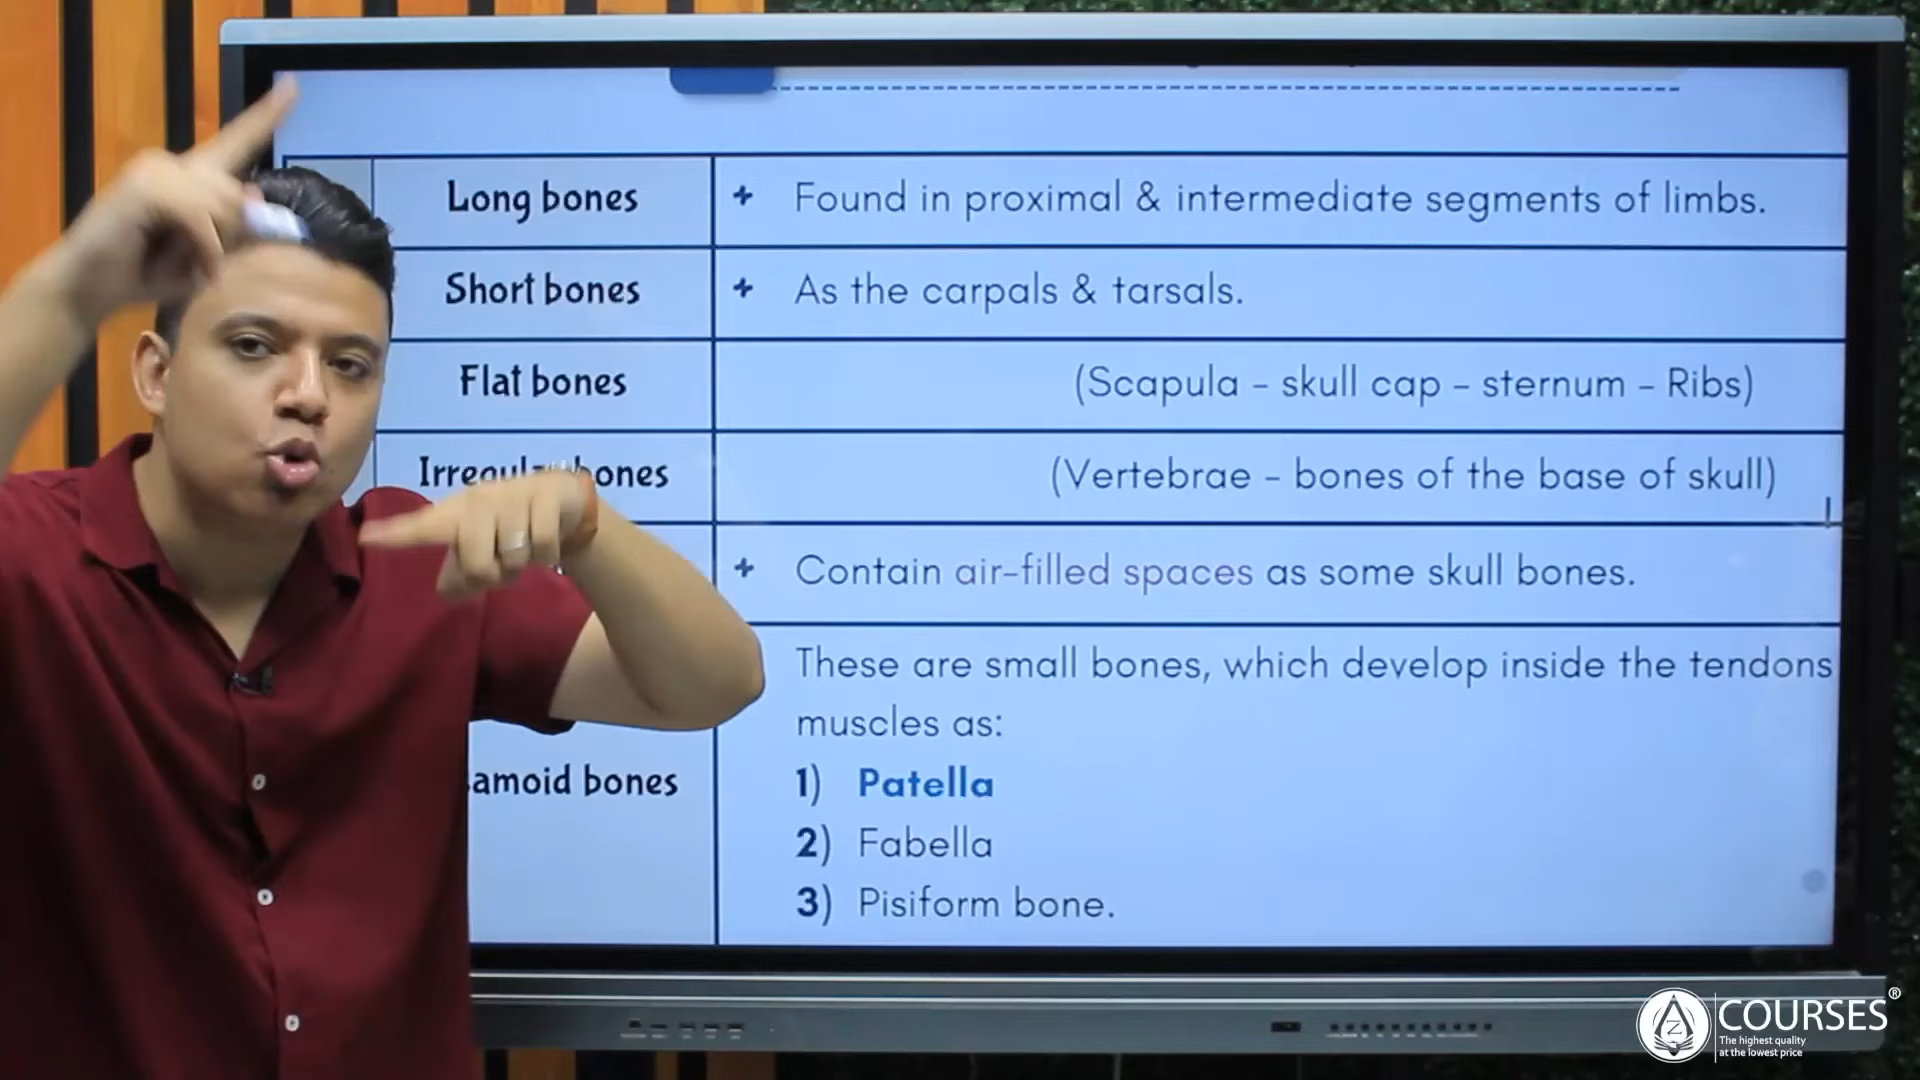 Long bones
+ Found in proximal & intermediate segments of limbs.
Short bones
+ As the carpals & tarsals.
Flat bones
(Scapula - skull cap - sternum - Ribs)
Irregular bones
(Vertebrae - bones of the base of skull)
+ Contain air-filled spaces as some skull bones.
amoid bones
These are small bones, which develop inside the tendons
muscles as:
1) Patella
2) Fabella
3) Pisiform bone.
COURSES®
The highest quality
at the lowest price